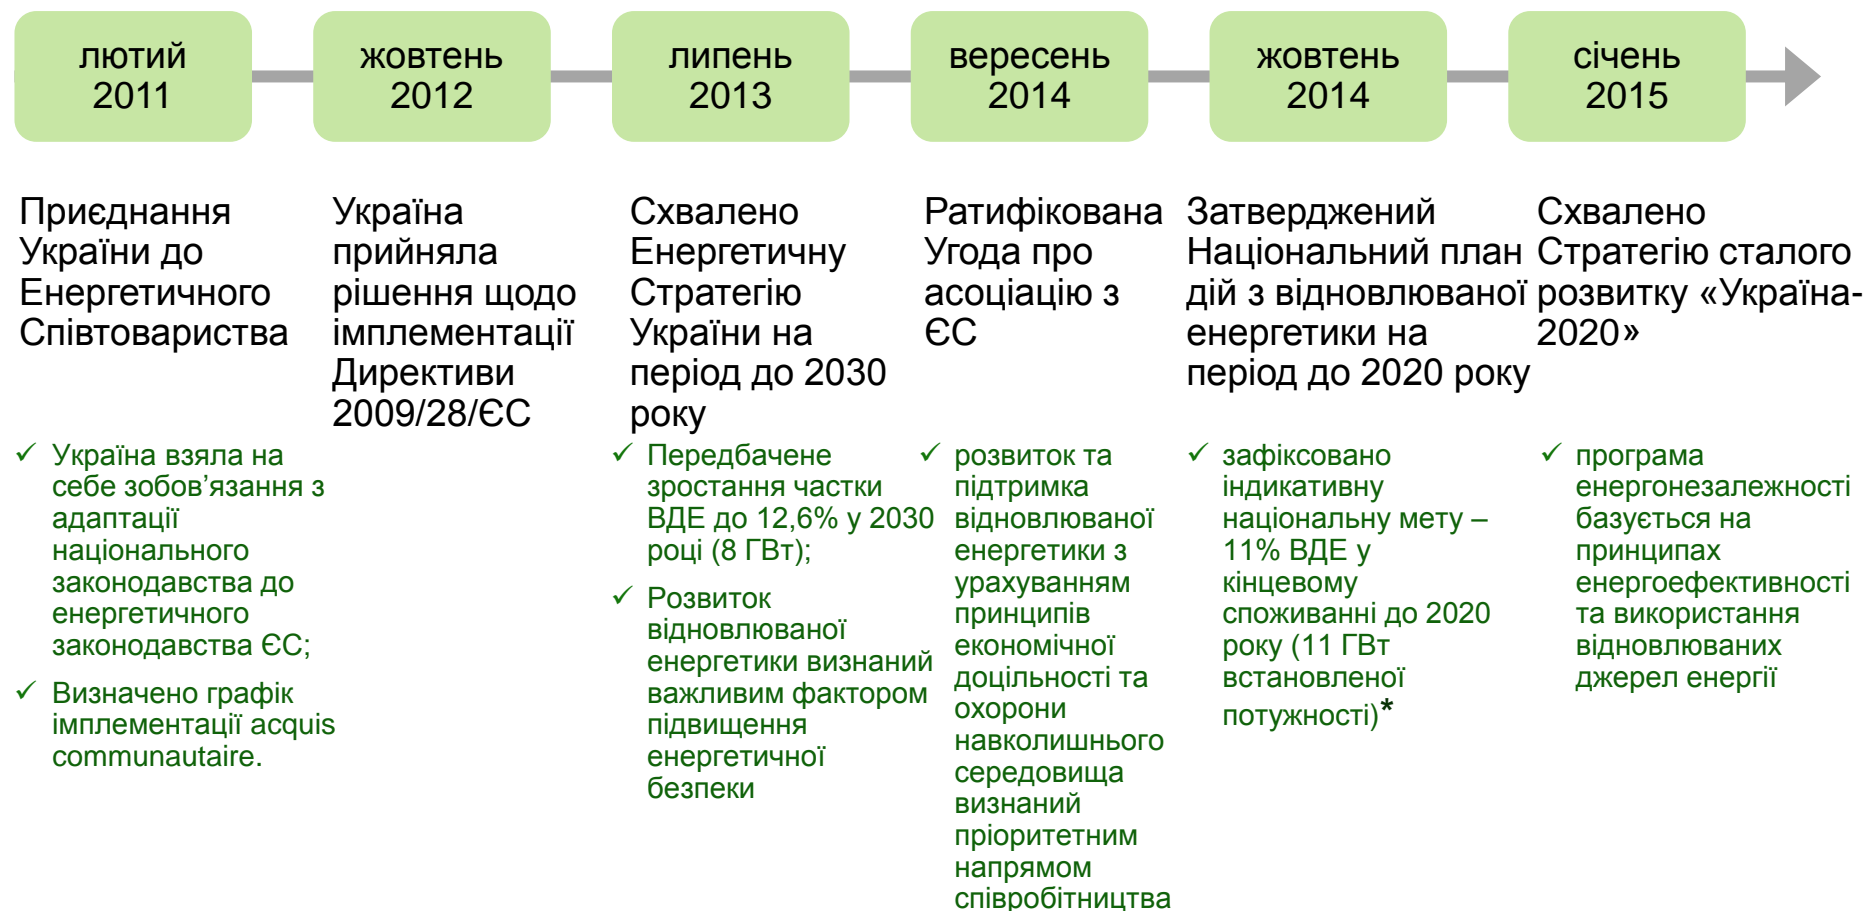 лютий
2011
жовтень
2012
липень
2013
вересень
2014
жовтень
2014
січень
2015
Приєднання
України до
Енергетичного
Співтовариства
Україна
прийняла
рішення щодо
імплементації
Директиви
2009/28/ЄС
Схвалено
Енергетичну
Стратегію
України на
період до 2030
року
Ратифікована
Угода про
асоціацію з
ЄС
Затверджений
Національний план
дій з відновлюваної
енергетики на
період до 2020 року
Схвалено
Стратегію сталого
розвитку «Україна-
2020»
✓ Україна взяла на
себе зобов’язання з
адаптації
національного
законодавства до
енергетичного
законодавства ЄС;
✓ Визначено графік
імплементації acquis
communautaire.
✓ Передбачене
зростання частки
ВДЕ до 12,6% у 2030
році (8 ГВт);
✓ Розвиток
відновлюваної
енергетики визнаний
важливим фактором
підвищення
енергетичної
безпеки
✓ розвиток та
підтримка
відновлюваної
енергетики з
урахуванням
принципів
економічної
доцільності та
охорони
навколишнього
середовища
визнаний
пріоритетним
напрямом
співробітництва
✓ зафіксовано
індикативну
національну мету –
11% ВДЕ у
кінцевому
споживанні до 2020
року (11 ГВт
встановленої
потужності)*
✓ програма
енергонезалежності
базується на
принципах
енергоефективності
та використання
відновлюваних
джерел енергії